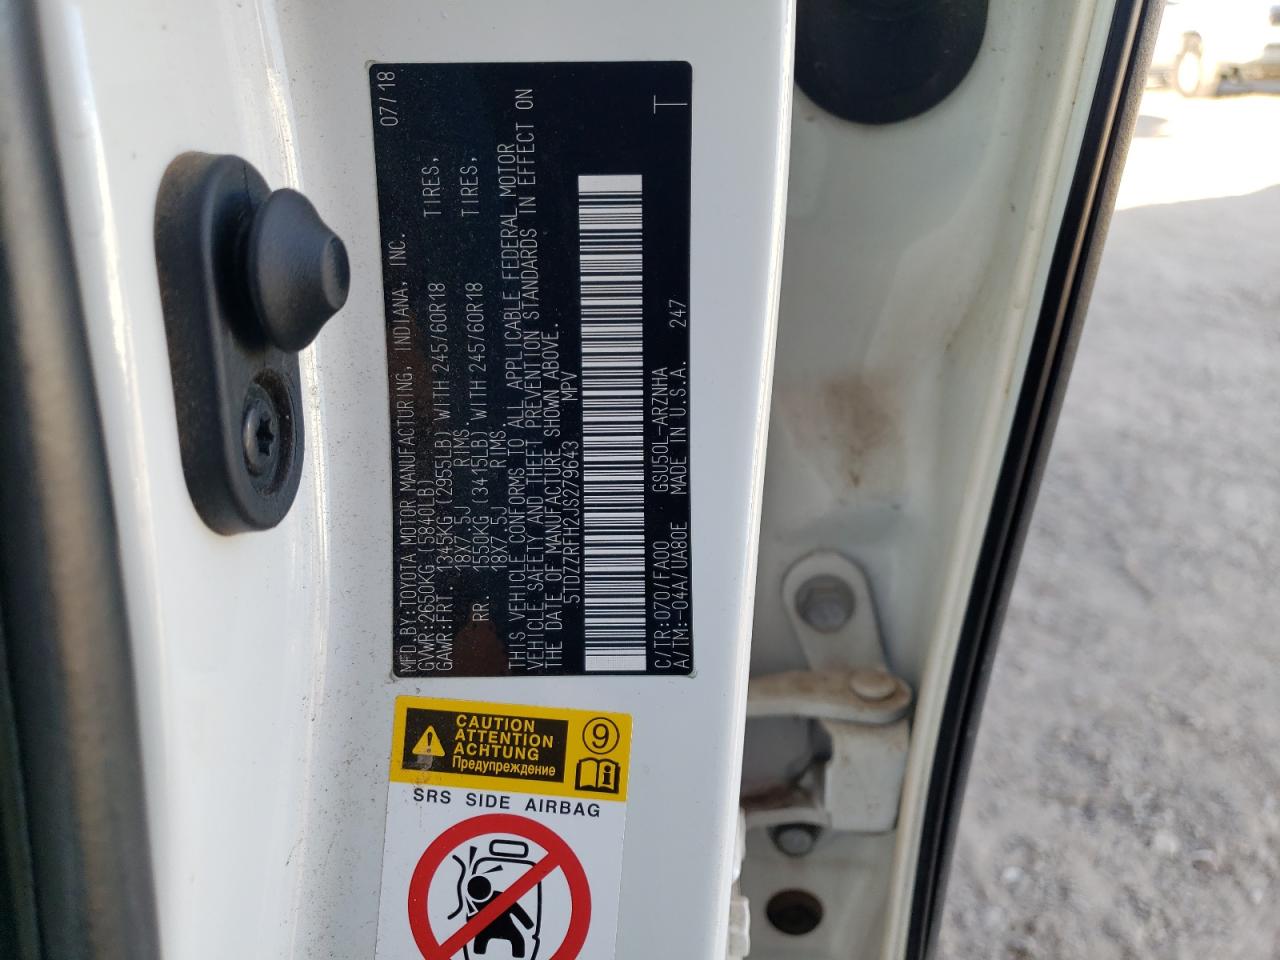 MFD.BY:TOYOTA MOTOR MANUFACTURING, INDIANA, INC. 07/18
GVWR:2650KG (5840LB)
GAWR:FRT. 1345KG (2955LB) WITH 245/60R18 TIRES,
18X7.5J RIMS
RR. 1550KG (3415LB) WITH 245/60R18 TIRES,
18X7.5J RIMS
THIS VEHICLE CONFORMS TO ALL APPLICABLE FEDERAL MOTOR
VEHICLE SAFETY AND THEFT PREVENTION STANDARDS IN EFFECT ON
THE DATE OF MANUFACTURE SHOWN ABOVE.
5TDZZRFH2JS279643 MPV
C/TR:070/FA00 GSU50L-ARZNHA 247 T
A/TM:-04A/UA80E MADE IN U.S.A.
CAUTION
ATTENTION
ACHTUNG
Предупреждение
9
i
SRS SIDE AIRBAG